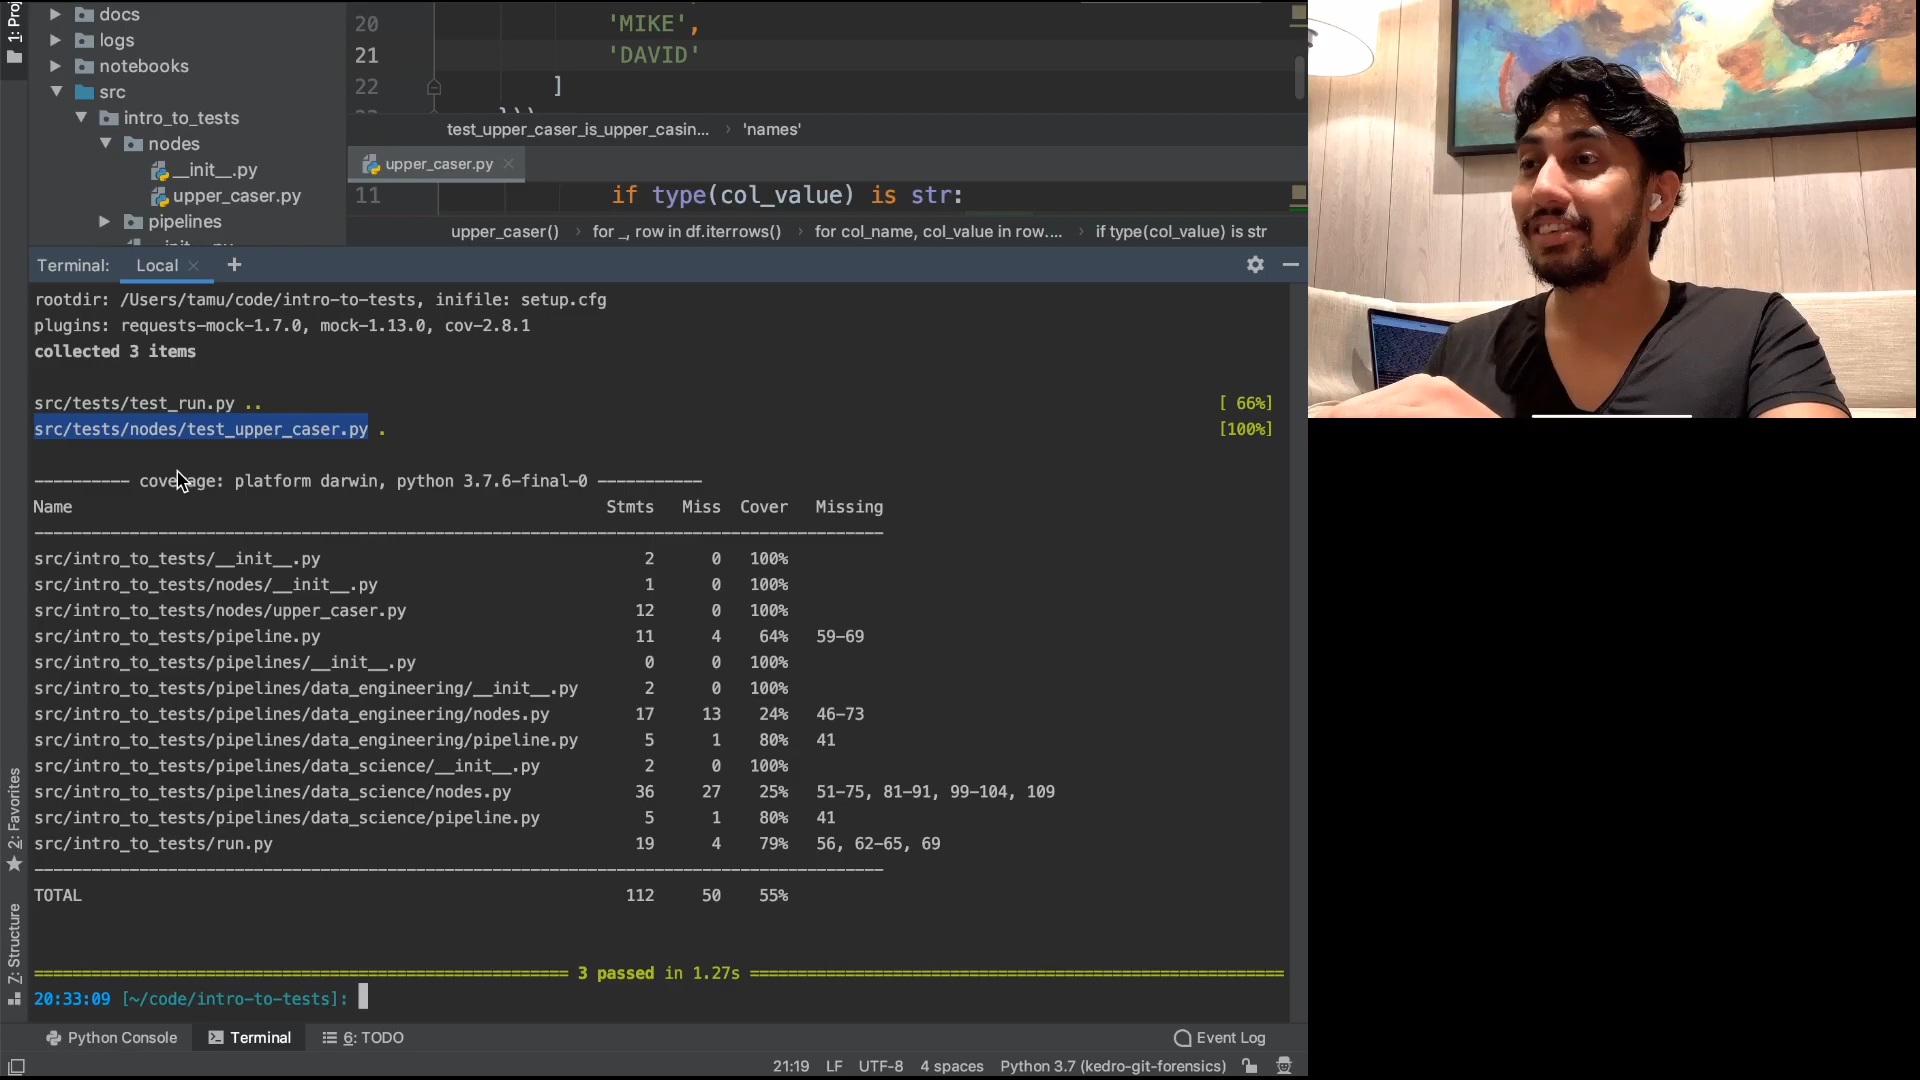 1: Proj
docs
logs
notebooks
src
intro_to_tests
nodes
__init__.py
upper_caser.py
pipelines
20 'MIKE',
21 'DAVID'
22 ]
test_upper_caser_is_upper_casin... › 'names'
upper_caser.py
11 if type(col_value) is str:
upper_caser() › for _, row in df.iterrows() › for col_name, col_value in row.... › if type(col_value) is str
Terminal: Local +
rootdir: /Users/tamu/code/intro-to-tests, inifile: setup.cfg
plugins: requests-mock-1.7.0, mock-1.13.0, cov-2.8.1
collected 3 items
src/tests/test_run.py .. [ 66%]
src/tests/nodes/test_upper_caser.py . [100%]
---------- coverage: platform darwin, python 3.7.6-final-0 -----------
Name Stmts Miss Cover Missing
src/intro_to_tests/__init__.py 2 0 100%
src/intro_to_tests/nodes/__init__.py 1 0 100%
src/intro_to_tests/nodes/upper_caser.py 12 0 100%
src/intro_to_tests/pipeline.py 11 4 64% 59-69
src/intro_to_tests/pipelines/__init__.py 0 0 100%
src/intro_to_tests/pipelines/data_engineering/__init__.py 2 0 100%
src/intro_to_tests/pipelines/data_engineering/nodes.py 17 13 24% 46-73
src/intro_to_tests/pipelines/data_engineering/pipeline.py 5 1 80% 41
src/intro_to_tests/pipelines/data_science/__init__.py 2 0 100%
src/intro_to_tests/pipelines/data_science/nodes.py 36 27 25% 51-75, 81-91, 99-104, 109
src/intro_to_tests/pipelines/data_science/pipeline.py 5 1 80% 41
src/intro_to_tests/run.py 19 4 79% 56, 62-65, 69
TOTAL 112 50 55%
3 passed in 1.27s
20:33:09 [~/code/intro-to-tests]:
2: Favorites
Z: Structure
Python Console Terminal 6: TODO Event Log
21:19 LF UTF-8 4 spaces Python 3.7 (kedro-git-forensics)